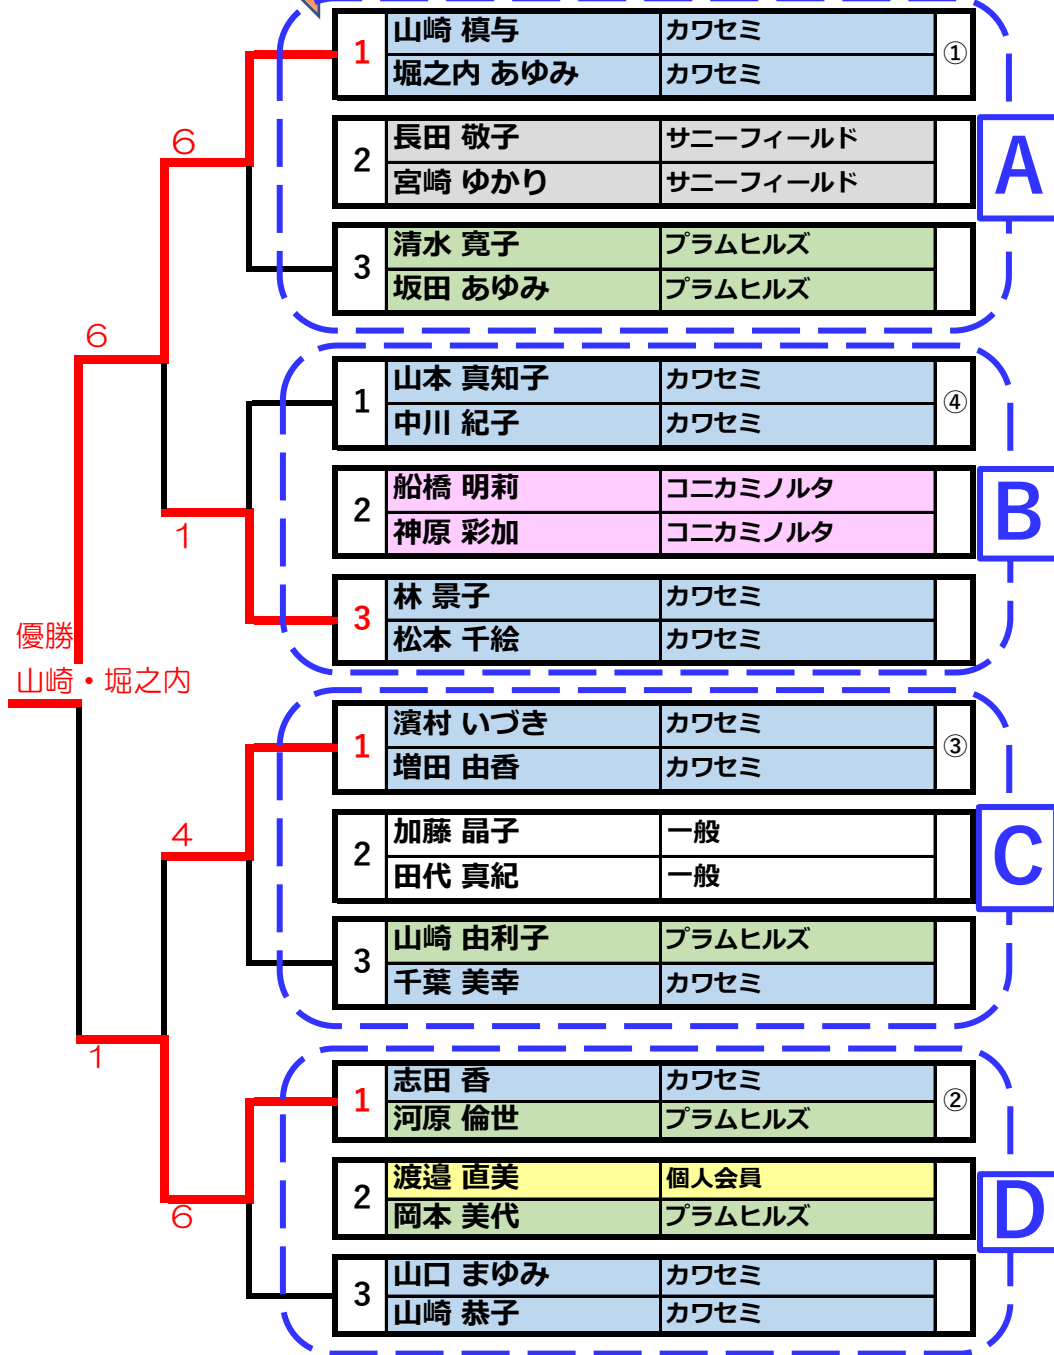 1 山崎 槙与 カワセミ ①
堀之内 あゆみ カワセミ
6
2 長田 敬子 サニーフィールド
宮崎 ゆかり サニーフィールド
A
3 清水 寛子 プラムヒルズ
坂田 あゆみ プラムヒルズ
6
1 山本 真知子 カワセミ ④
中川 紀子 カワセミ
2 船橋 明莉 コニカミノルタ
神原 彩加 コニカミノルタ
B
1
3 林 景子 カワセミ
松本 千絵 カワセミ
優勝
山崎・堀之内
1 濱村 いづき カワセミ ③
増田 由香 カワセミ
4
2 加藤 晶子 一般
田代 真紀 一般
C
3 山崎 由利子 プラムヒルズ
千葉 美幸 カワセミ
1
1 志田 香 カワセミ ②
河原 倫世 プラムヒルズ
2 渡邉 直美 個人会員
岡本 美代 プラムヒルズ
D
6
3 山口 まゆみ カワセミ
山崎 恭子 カワセミ